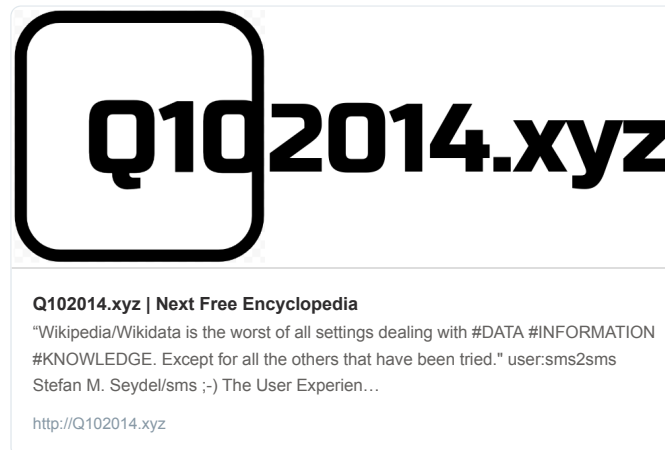 Q102014.xyz
Q102014.xyz | Next Free Encyclopedia
“Wikipedia/Wikidata is the worst of all settings dealing with #DATA #INFORMATION
#KNOWLEDGE. Except for all the others that have been tried." user:sms2sms
Stefan M. Seydel/sms ;-) The User Experien…
http://Q102014.xyz